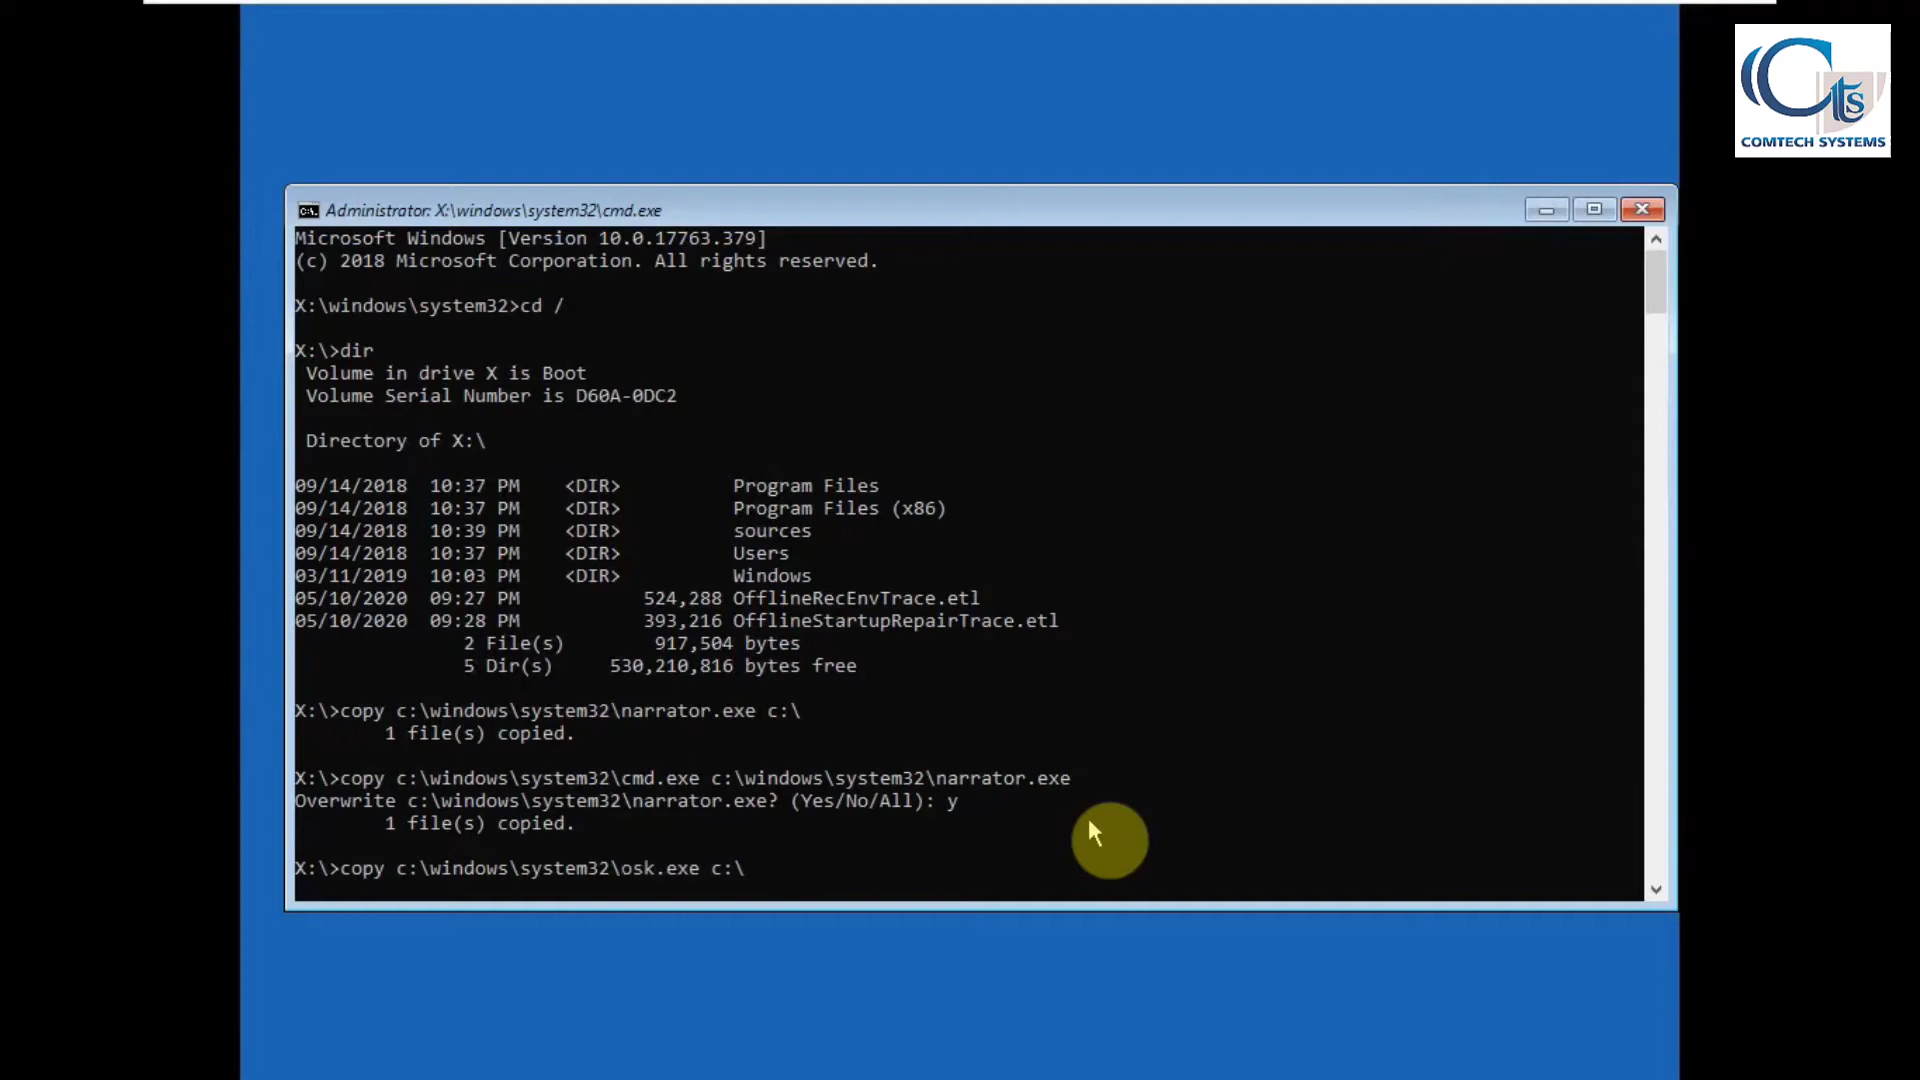 COMTECH SYSTEMS
Administrator: X:\windows\system32\cmd.exe
Microsoft Windows [Version 10.0.17763.379]
(c) 2018 Microsoft Corporation. All rights reserved.
X:\windows\system32>cd /
X:\>dir
Volume in drive X is Boot
Volume Serial Number is D60A-0DC2
Directory of X:\
09/14/2018 10:37 PM <DIR> Program Files
09/14/2018 10:37 PM <DIR> Program Files (x86)
09/14/2018 10:39 PM <DIR> sources
09/14/2018 10:37 PM <DIR> Users
03/11/2019 10:03 PM <DIR> Windows
05/10/2020 09:27 PM 524,288 OfflineRecEnvTrace.etl
05/10/2020 09:28 PM 393,216 OfflineStartupRepairTrace.etl
2 File(s) 917,504 bytes
5 Dir(s) 530,210,816 bytes free
X:\>copy c:\windows\system32\narrator.exe c:\
1 file(s) copied.
X:\>copy c:\windows\system32\cmd.exe c:\windows\system32\narrator.exe
Overwrite c:\windows\system32\narrator.exe? (Yes/No/All): y
1 file(s) copied.
X:\>copy c:\windows\system32\osk.exe c:\